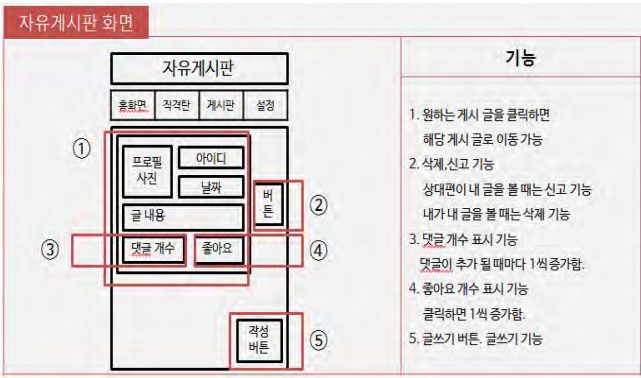 자유게시판 화면
자유게시판
홈화면 직격탄 게시판 설정
①
프로필
사진
아이디
날짜
글 내용
버
튼
②
③
댓글 개수
좋아요
④
작성
버튼
⑤
기능
1. 원하는 게시 글을 클릭하면
해당 게시 글로 이동 가능
2. 삭제,신고 기능
상대편이 내 글을 볼 때는 신고 기능
내가 내 글을 볼 때는 삭제 기능
3. 댓글 개수 표시 기능
댓글이 추가 될 때마다 1씩 증가함.
4. 좋아요 개수 표시 기능
클릭하면 1씩 증가함.
5. 글쓰기 버튼. 글쓰기 기능